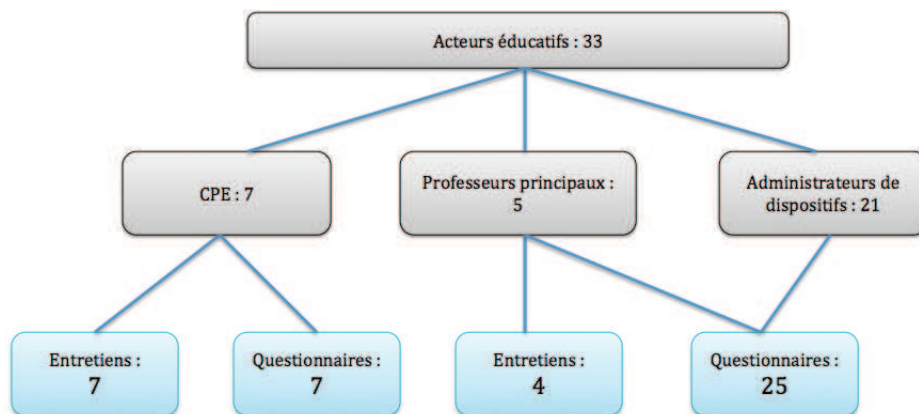 Acteurs éducatifs : 33
CPE : 7
Professeurs principaux :
5
Administrateurs de
dispositifs : 21
Entretiens :
7
Questionnaires :
7
Entretiens :
4
Questionnaires :
25